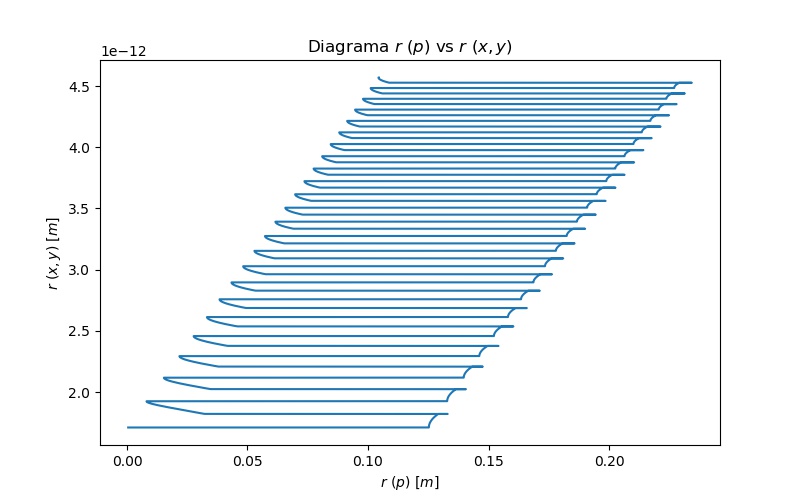 Diagrama r (p) vs r (x, y)
1e−12
4.5
4.0
3.5
3.0
2.5
2.0
r (x, y) [m]
0.00 0.05 0.10 0.15 0.20
r (p) [m]